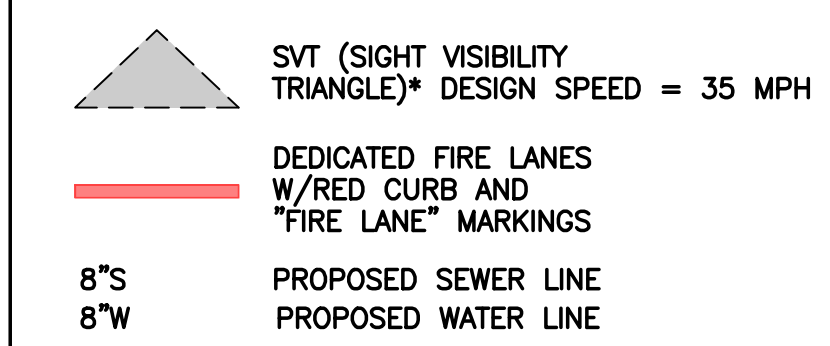 SVT (SIGHT VISIBILITY
TRIANGLE)* DESIGN SPEED = 35 MPH
DEDICATED FIRE LANES
W/RED CURB AND
"FIRE LANE" MARKINGS
8"S PROPOSED SEWER LINE
8"W PROPOSED WATER LINE